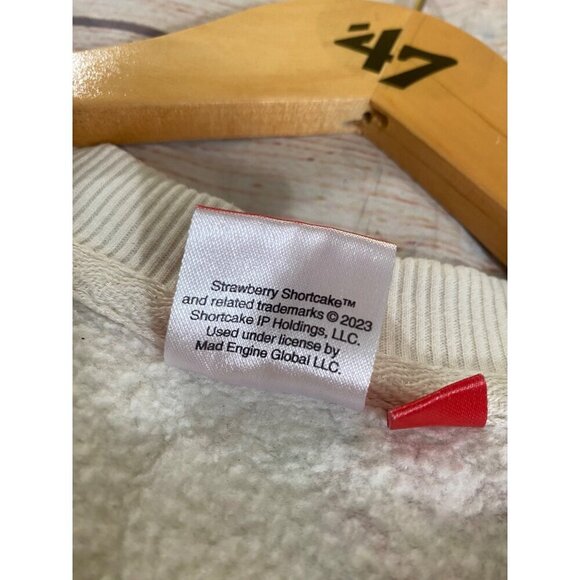 '47
Strawberry Shortcake™
and related trademarks © 2023
Shortcake IP Holdings, LLC.
Used under license by
Mad Engine Global LLC.